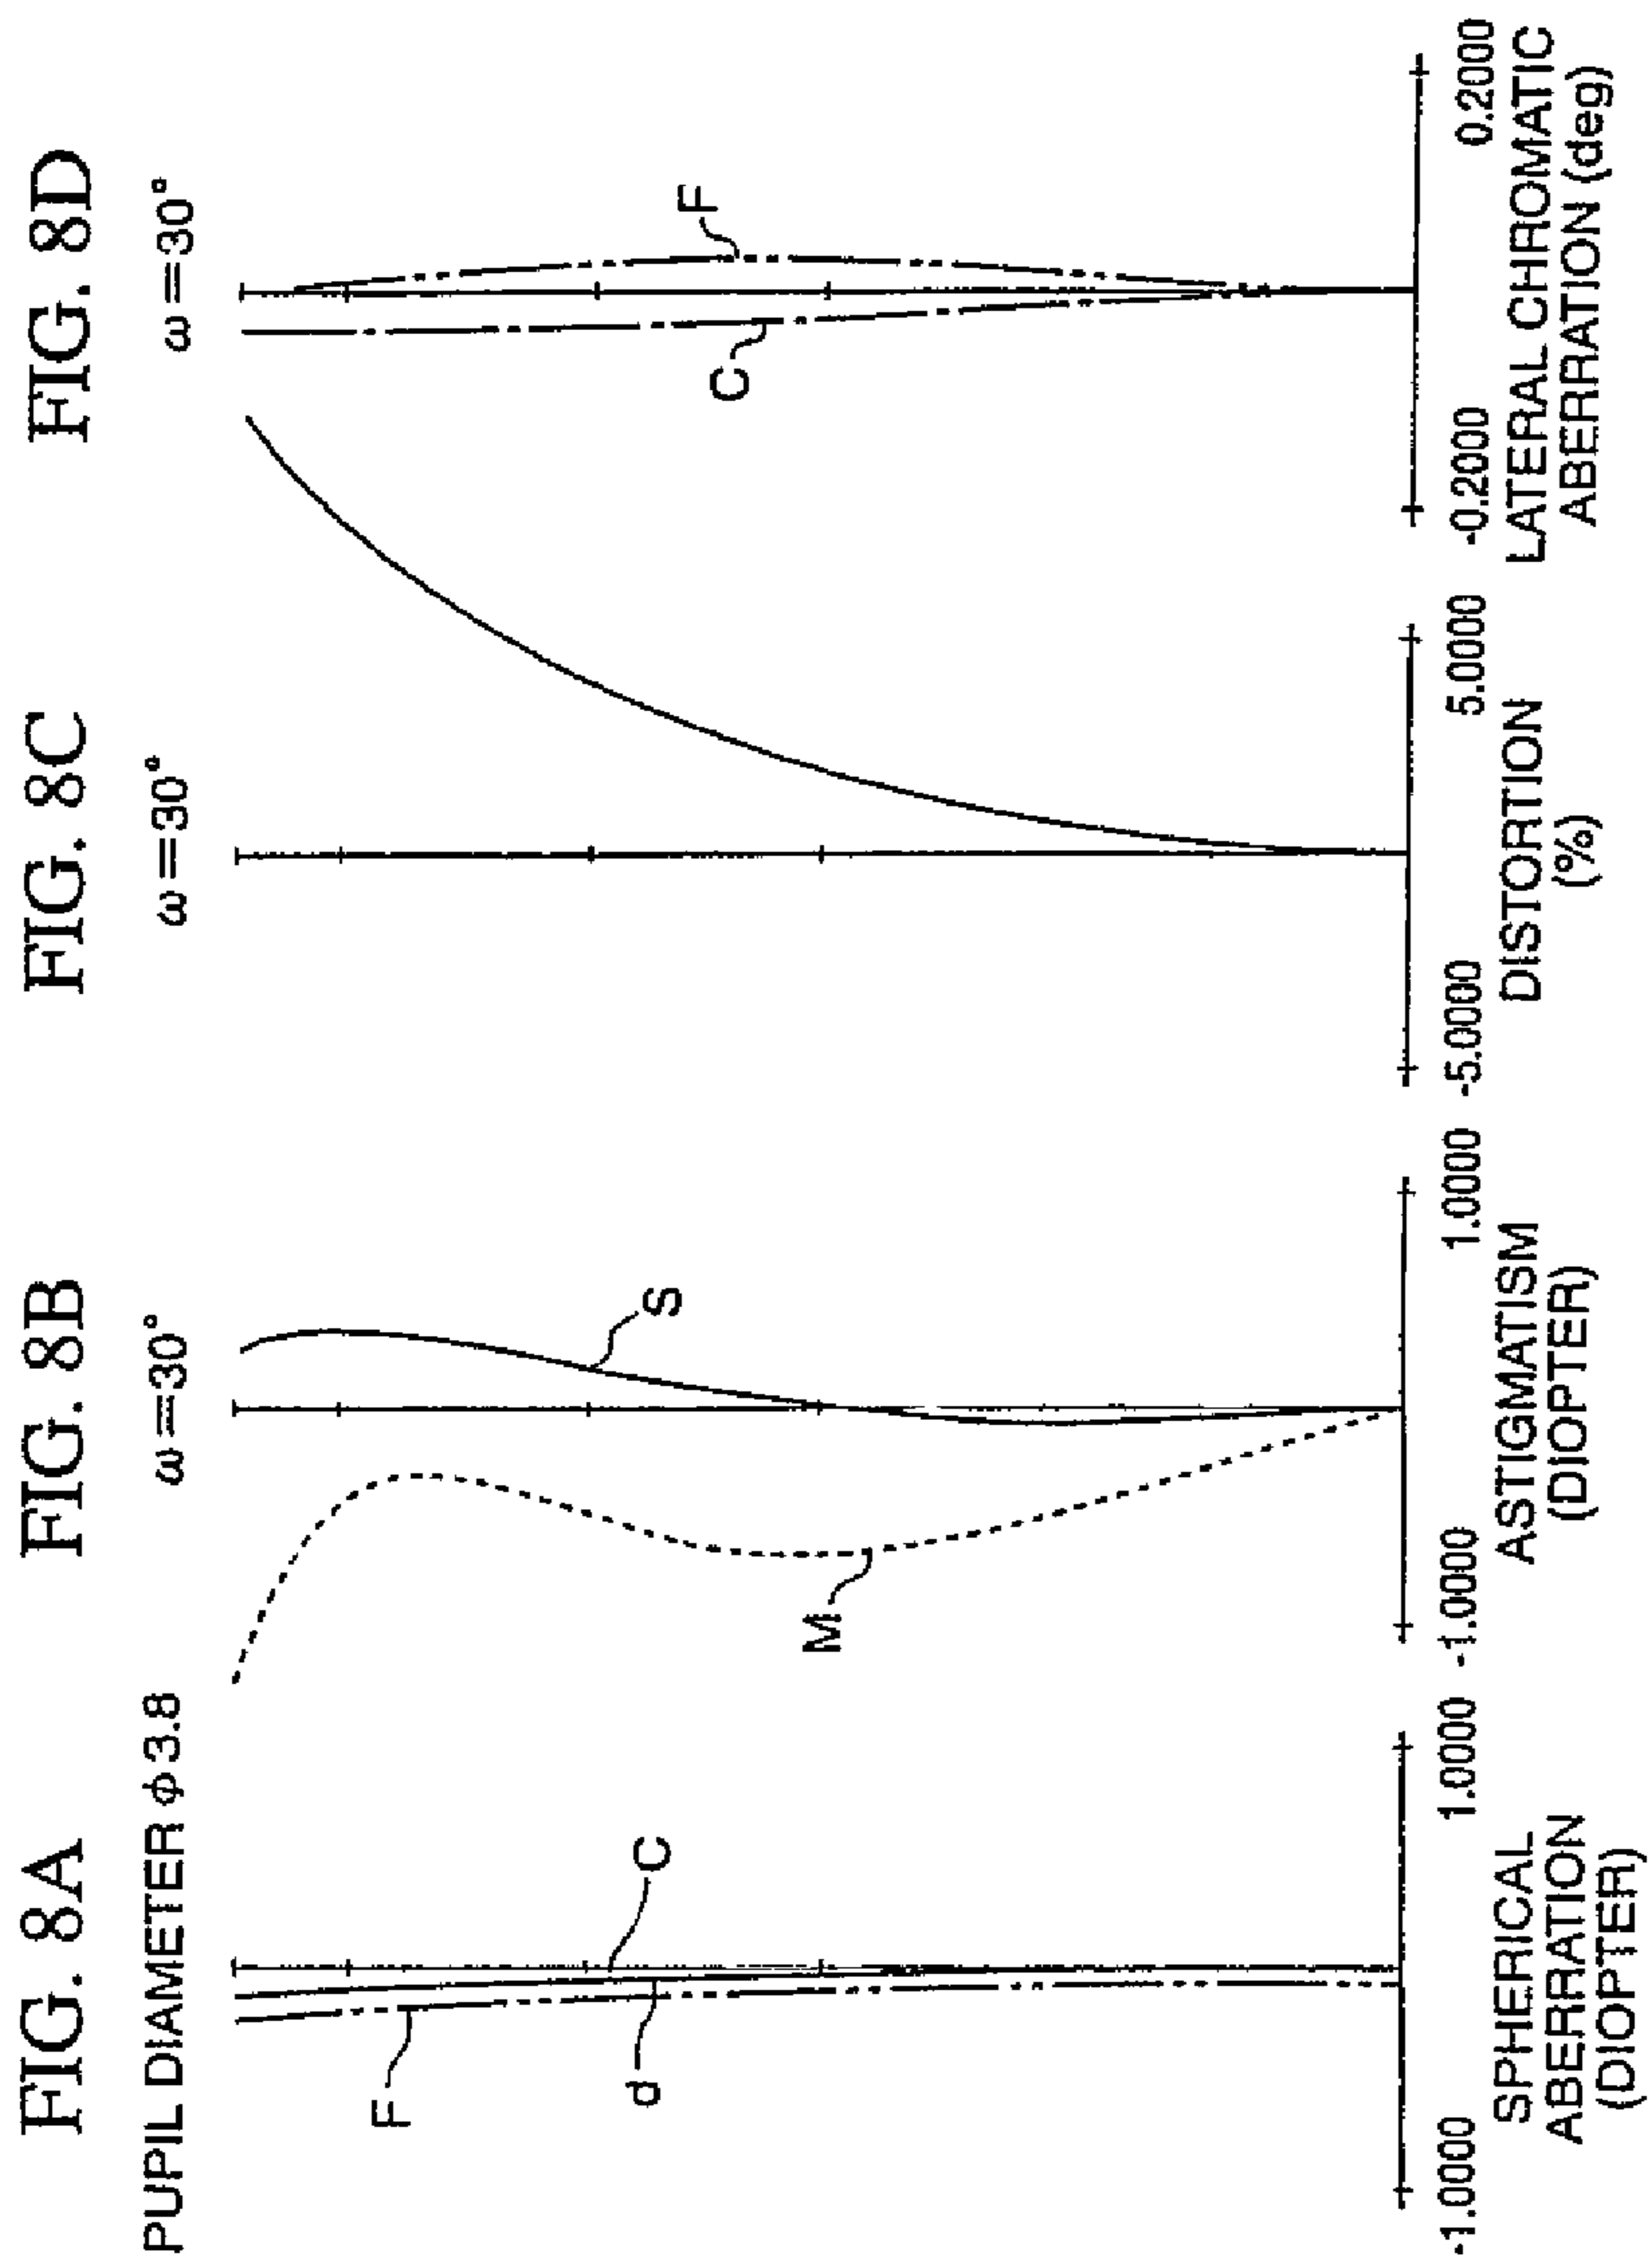 FIG. 8A
PUPIL DIAMETER φ3.8
F
d
C
-1.0000
1.0000
SPHERICAL
ABERRATION
(DIOPTER)
FIG. 8B
ω=30°
M
S
-1.0000
1.0000
ASTIGMATISM
(DIOPTER)
FIG. 8C
ω=30°
-5.0000
5.0000
DISTORTION
(%)
FIG. 8D
ω=30°
C
F
-0.2000
0.2000
LATERAL CHROMATIC
ABERRATION (deg)